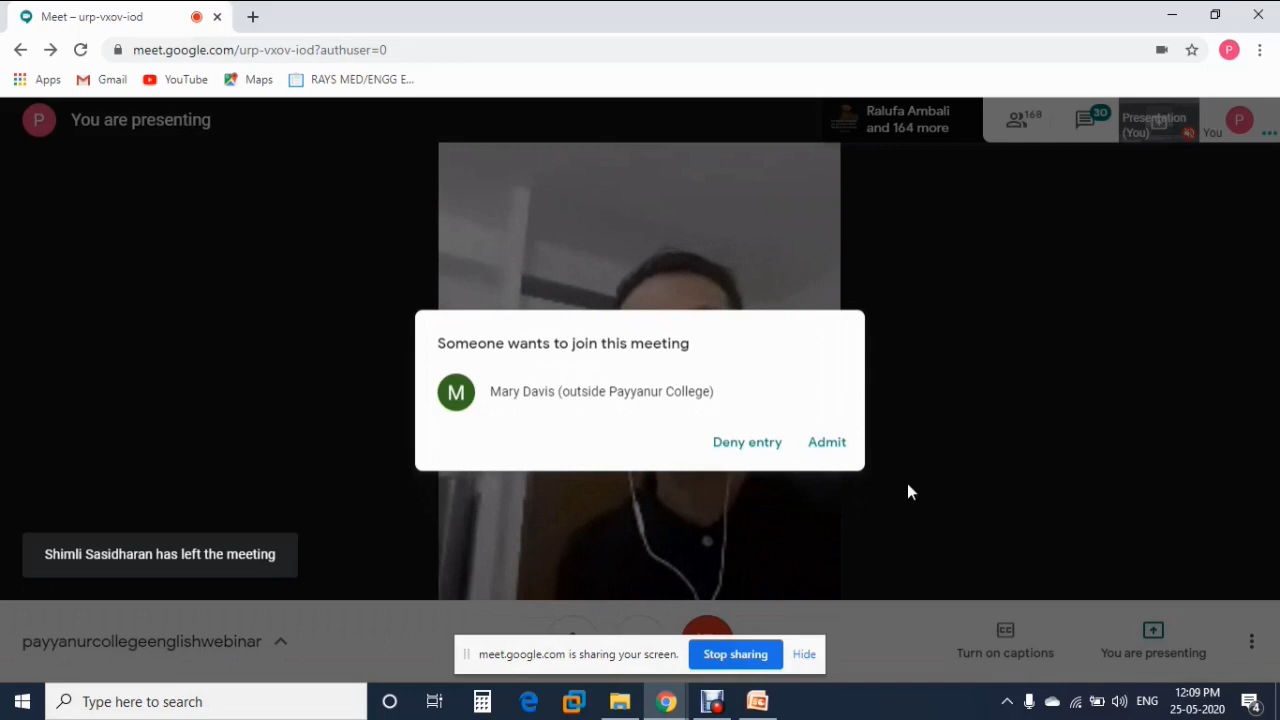 Meet – urp-vxov-iod
meet.google.com/urp-vxov-iod?authuser=0
P
Apps
Gmail
YouTube
Maps
RAYS MED/ENGG E...
P
You are presenting
Ralufa Ambali
and 164 more
168
30
Presentation
(You)
You
P
Someone wants to join this meeting
M
Mary Davis (outside Payyanur College)
Deny entry
Admit
Shimli Sasidharan has left the meeting
payyanurcollegeenglishwebinar
meet.google.com is sharing your screen.
Stop sharing
Hide
CC
Turn on captions
You are presenting
Type here to search
ENG
12:09 PM
25-05-2020
4